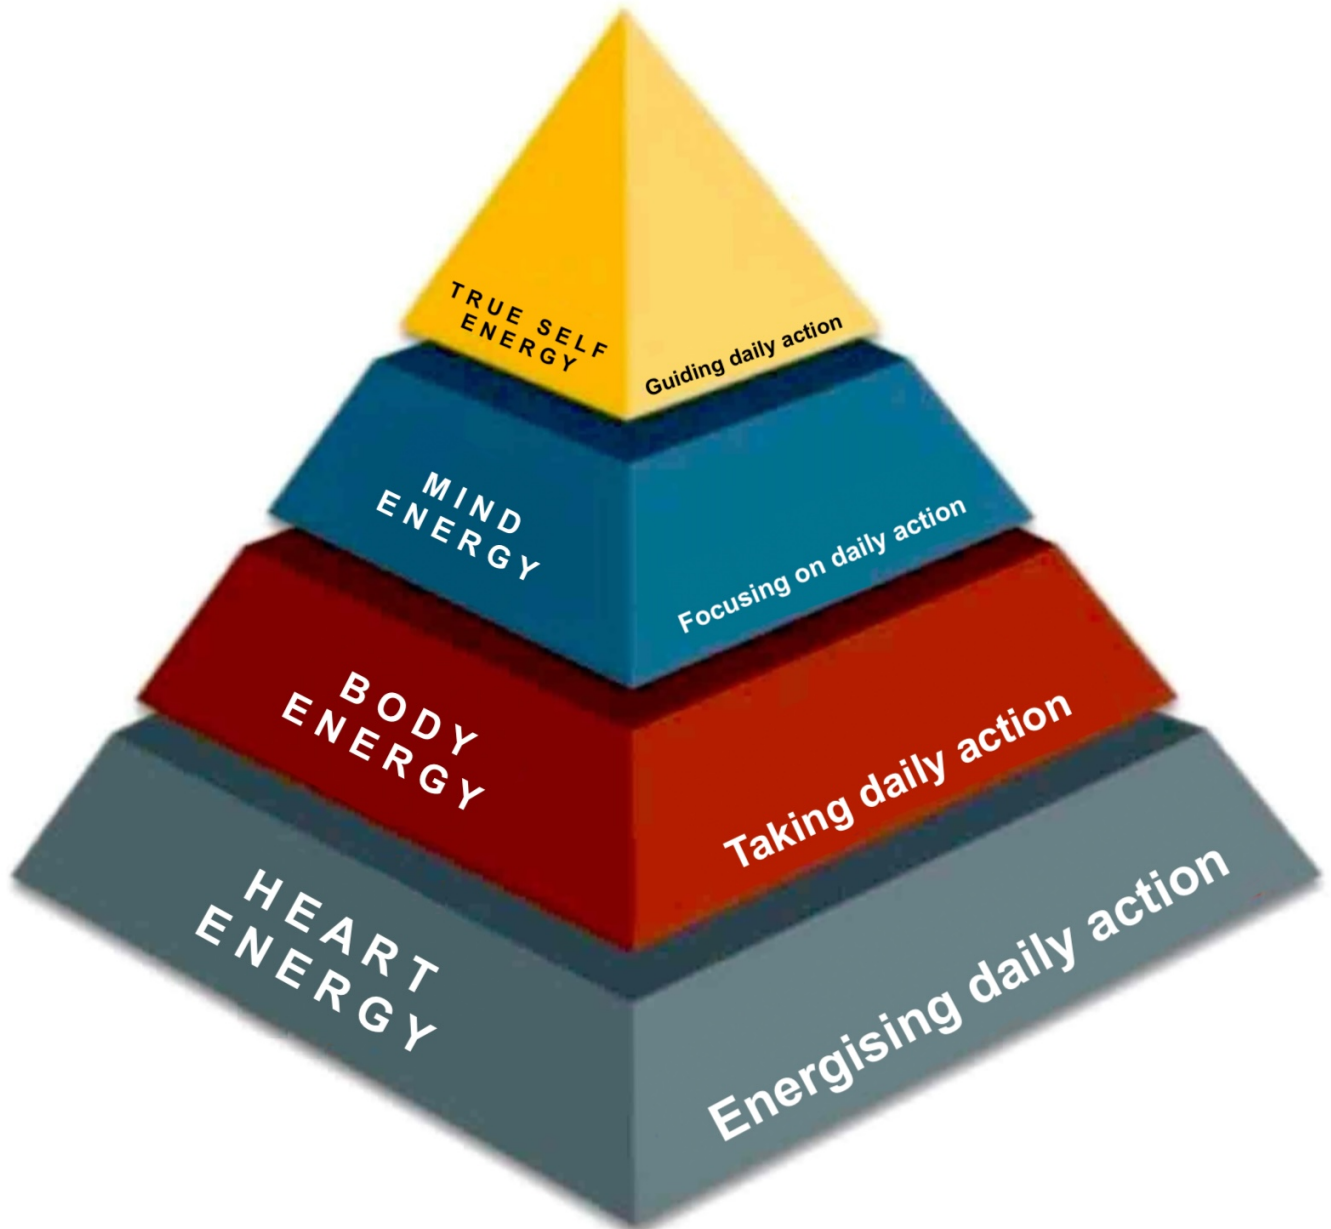 TRUE SELF
ENERGY
Guiding daily action
MIND
ENERGY
Focusing on daily action
BODY
ENERGY
Taking daily action
HEART
ENERGY
Energising daily action